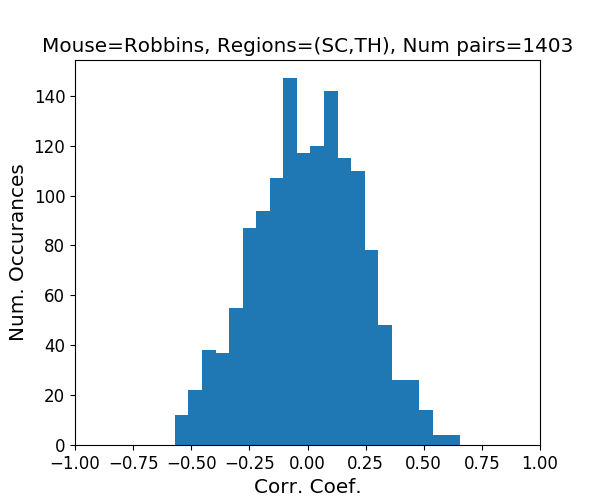 Mouse=Robbins, Regions=(SC,TH), Num pairs=1403
Num. Occurances
140
120
100
80
60
40
20
0
−1.00 −0.75 −0.50 −0.25 0.00 0.25 0.50 0.75 1.00
Corr. Coef.